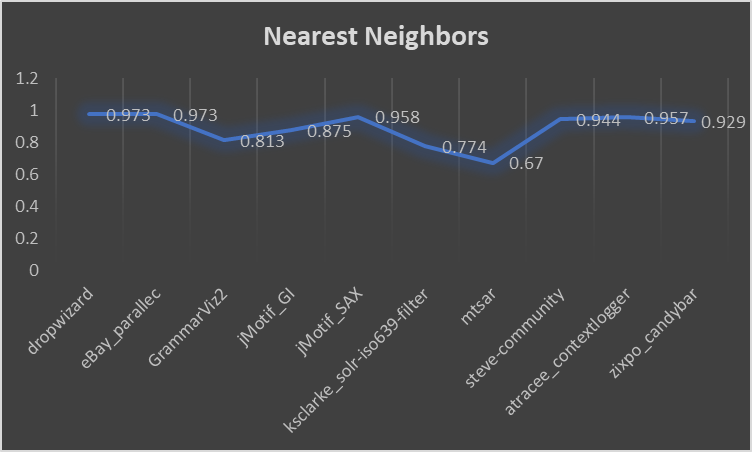 Nearest Neighbors
1.2
1
0.8
0.6
0.4
0.2
0
0.973
0.973
0.813
0.875
0.958
0.774
0.67
0.944
0.957
0.929
dropwizard
eBay_parallec
GrammarViz2
jMotif_GI
jMotif_SAX
ksclarke_solr-iso639-filter
mtsar
steve-community
atracee_contextlogger
zixpo_candybar